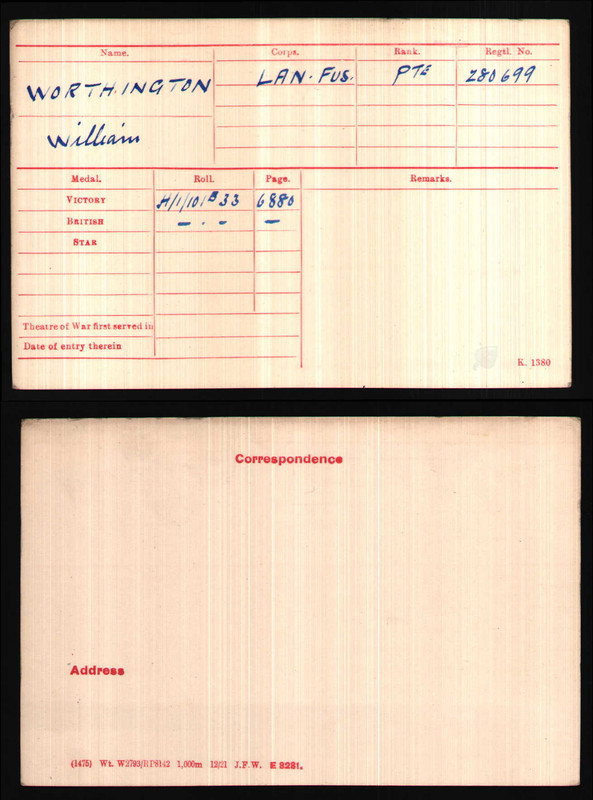 Name. Corps. Rank. Regtl. No.
WORTHINGTON LAN. FUS. PTE 280699
William
Medal. Roll. Page. Remarks.
VICTORY H/1/101B33 6880
BRITISH – . – –
STAR
Theatre of War first served in
Date of entry therein
K. 1380
Correspondence
Address
(1475) Wt. W2793/RP8142 1,000m 12/21 J.F.W. E 8281.